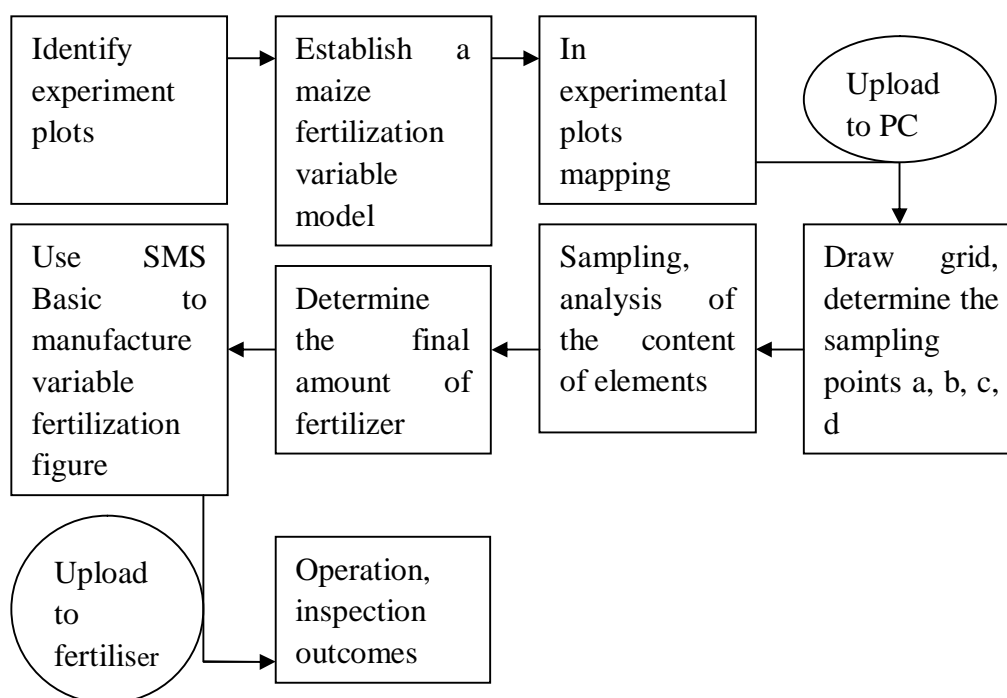 Identify
experiment
plots
Establish a
maize
fertilization
variable
model
In
experimental
plots
mapping
Upload
to PC
Draw grid,
determine the
sampling
points a, b, c,
d
Sampling,
analysis of
the content
of elements
Determine
the final
amount of
fertilizer
Use SMS
Basic to
manufacture
variable
fertilization
figure
Upload
to
fertiliser
Operation,
inspection
outcomes